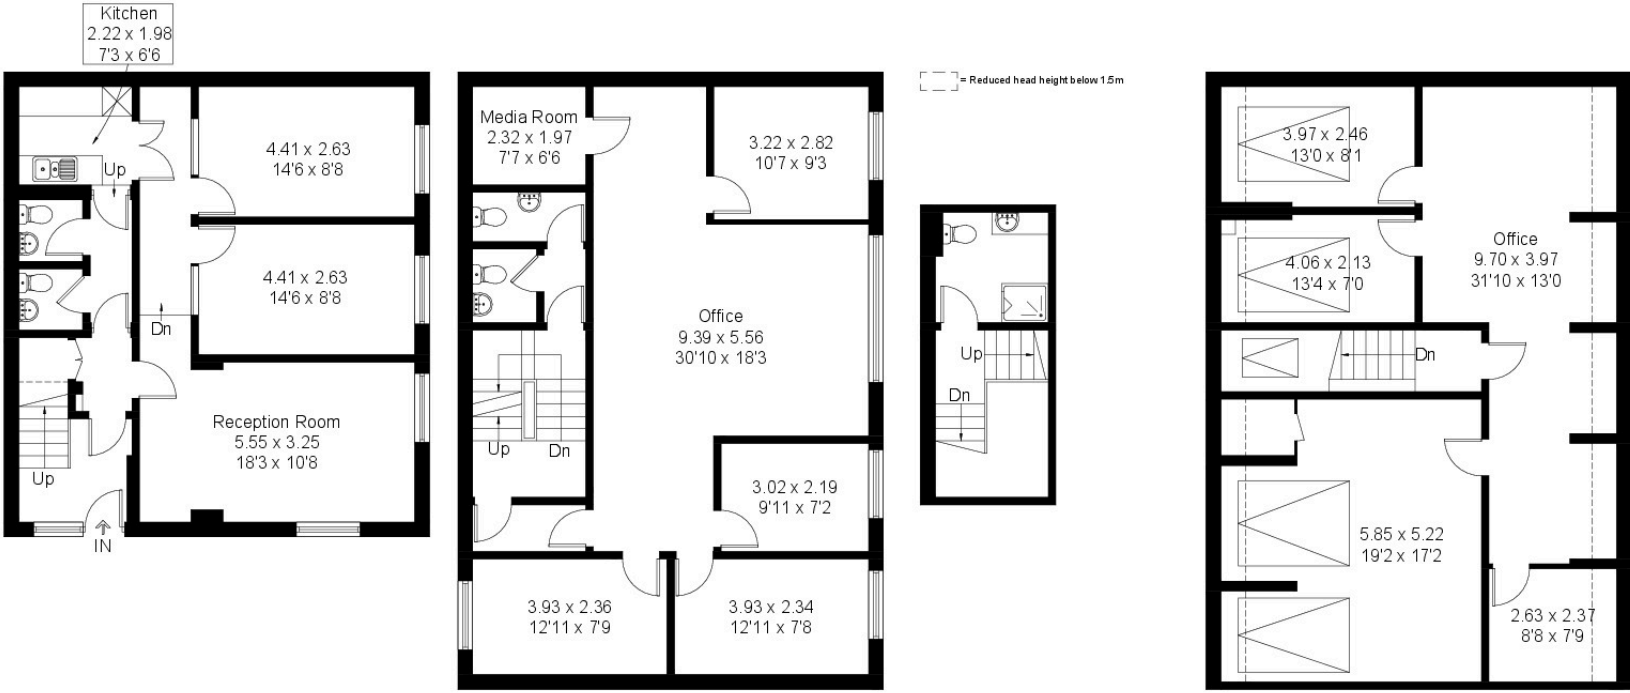 Kitchen
2.22 x 1.98
7'3 x 6'6
Up
4.41 x 2.63
14'6 x 8'8
4.41 x 2.63
14'6 x 8'8
Dn
Reception Room
5.55 x 3.25
18'3 x 10'8
Up
IN
Media Room
2.32 x 1.97
7'7 x 6'6
3.22 x 2.82
10'7 x 9'3
Office
9.39 x 5.56
30'10 x 18'3
Up
Dn
3.02 x 2.19
9'11 x 7'2
3.93 x 2.36
12'11 x 7'9
3.93 x 2.34
12'11 x 7'8
= Reduced head height below 1.5m
Up
Dn
3.97 x 2.46
13'0 x 8'1
4.06 x 2.13
13'4 x 7'0
Office
9.70 x 3.97
31'10 x 13'0
Dn
5.85 x 5.22
19'2 x 17'2
2.63 x 2.37
8'8 x 7'9